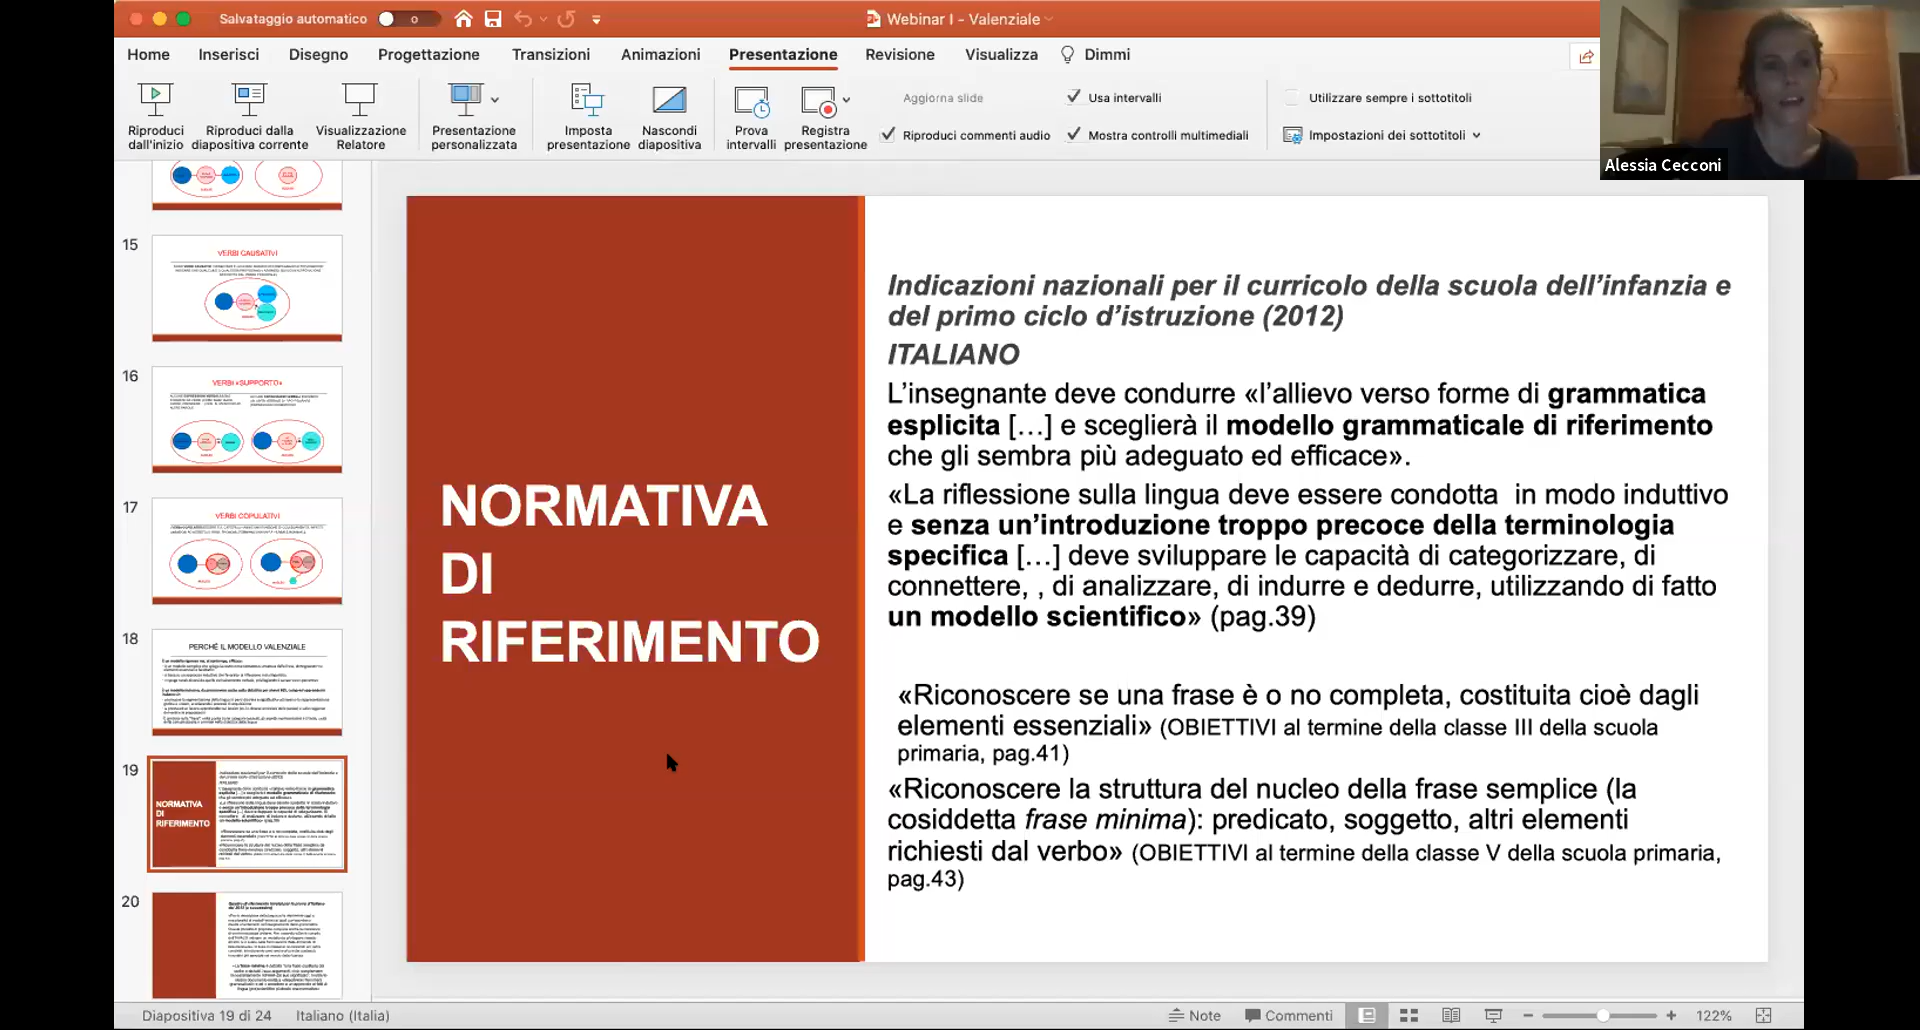 Salvataggio automatico
Webinar I - Valenziale
Home Inserisci Disegno Progettazione Transizioni Animazioni Presentazione Revisione Visualizza Dimmi
Riproduci dall'inizio
Riproduci dalla diapositiva corrente
Visualizzazione Relatore
Presentazione personalizzata
Imposta presentazione
Nascondi diapositiva
Prova intervalli
Registra presentazione
Aggiorna slide
Usa intervalli
Riproduci commenti audio
Mostra controlli multimediali
Utilizzare sempre i sottotitoli
Impostazioni dei sottotitoli
Alessia Cecconi
15
VERBI CAUSATIVI
16
VERBI «SUPPORTO»
17
VERBI COPULATIVI
18
PERCHÉ IL MODELLO VALENZIALE
19
NORMATIVA
DI
RIFERIMENTO
20
NORMATIVA
DI
RIFERIMENTO
Indicazioni nazionali per il curricolo della scuola dell'infanzia e
del primo ciclo d'istruzione (2012)
ITALIANO
L'insegnante deve condurre «l'allievo verso forme di grammatica
esplicita […] e sceglierà il modello grammaticale di riferimento
che gli sembra più adeguato ed efficace».
«La riflessione sulla lingua deve essere condotta in modo induttivo
e senza un'introduzione troppo precoce della terminologia
specifica […] deve sviluppare le capacità di categorizzare, di
connettere, , di analizzare, di indurre e dedurre, utilizzando di fatto
un modello scientifico» (pag.39)
«Riconoscere se una frase è o no completa, costituita cioè dagli
elementi essenziali» (OBIETTIVI al termine della classe III della scuola
primaria, pag.41)
«Riconoscere la struttura del nucleo della frase semplice (la
cosiddetta frase minima): predicato, soggetto, altri elementi
richiesti dal verbo» (OBIETTIVI al termine della classe V della scuola primaria,
pag.43)
Diapositiva 19 di 24 Italiano (Italia) Note Commenti 122%